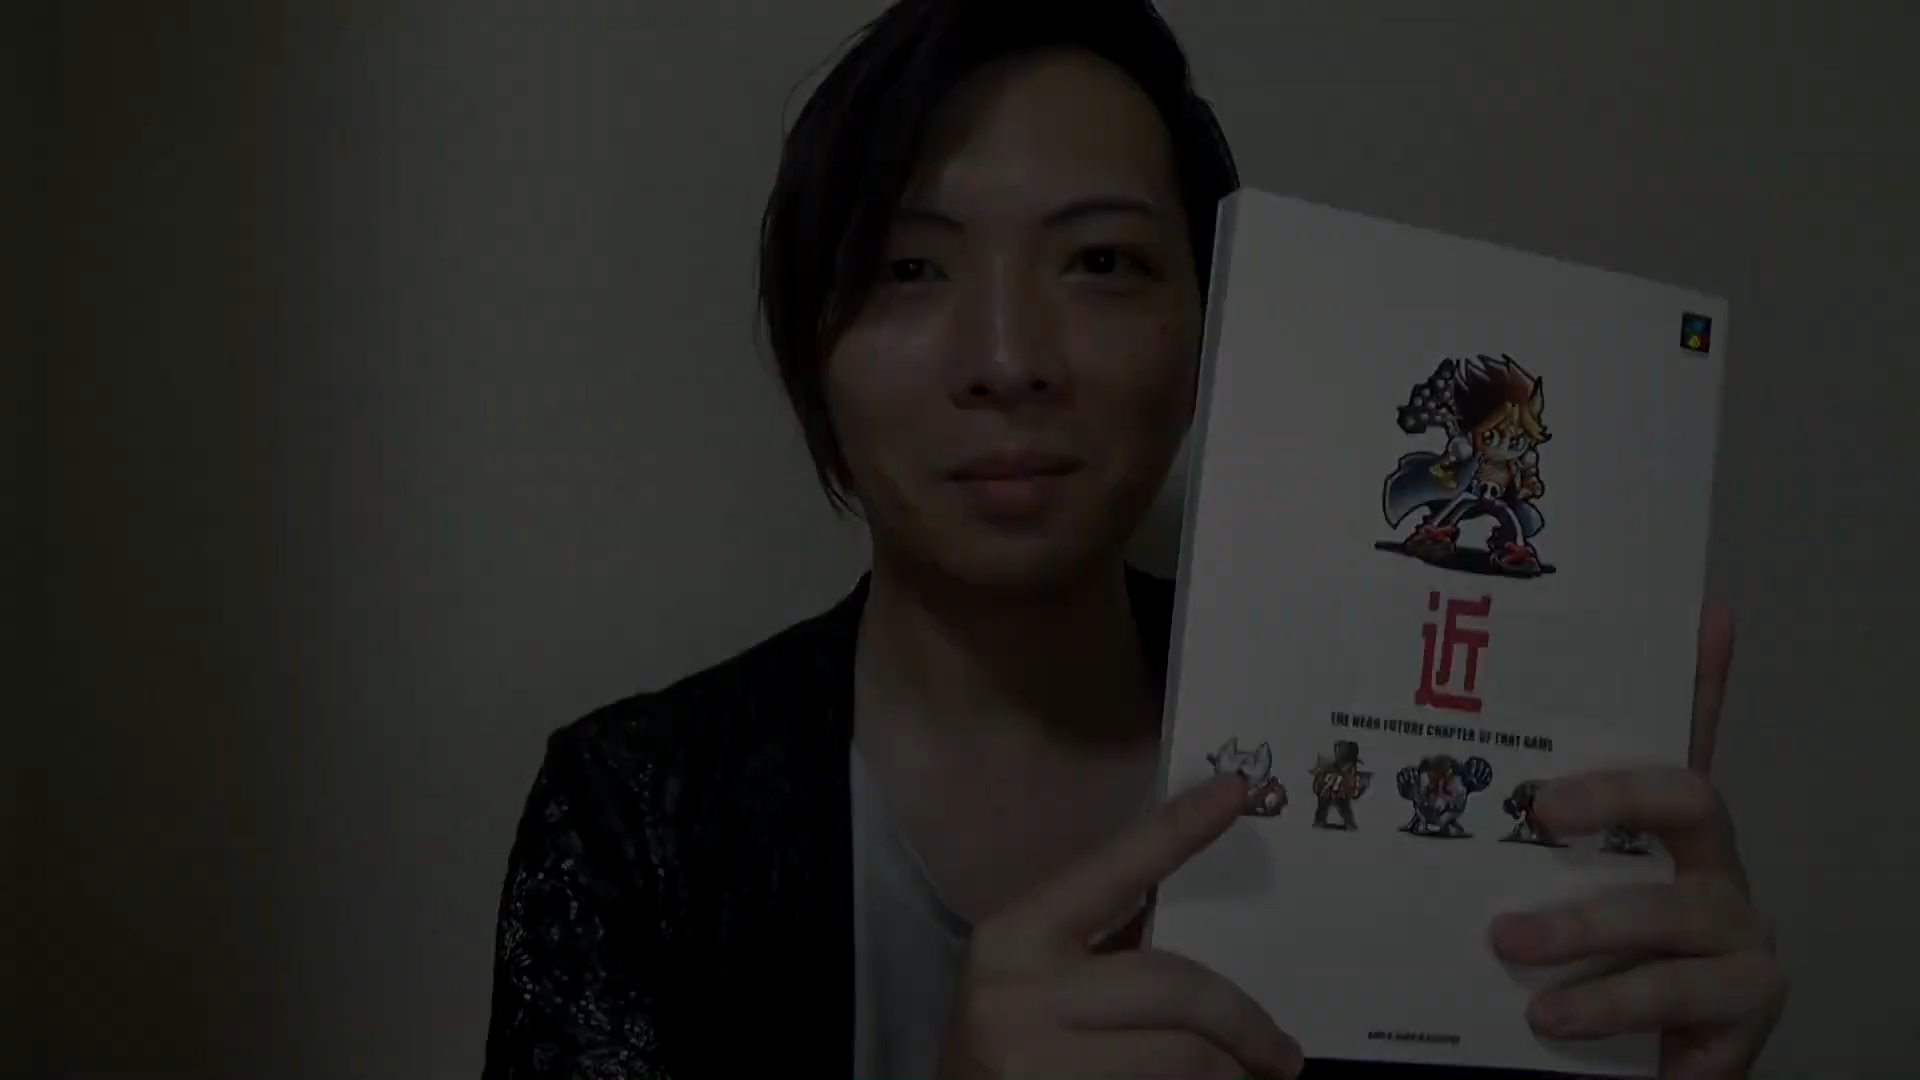 近
THE NEAR FUTURE CHAPTER OF THAT GAME